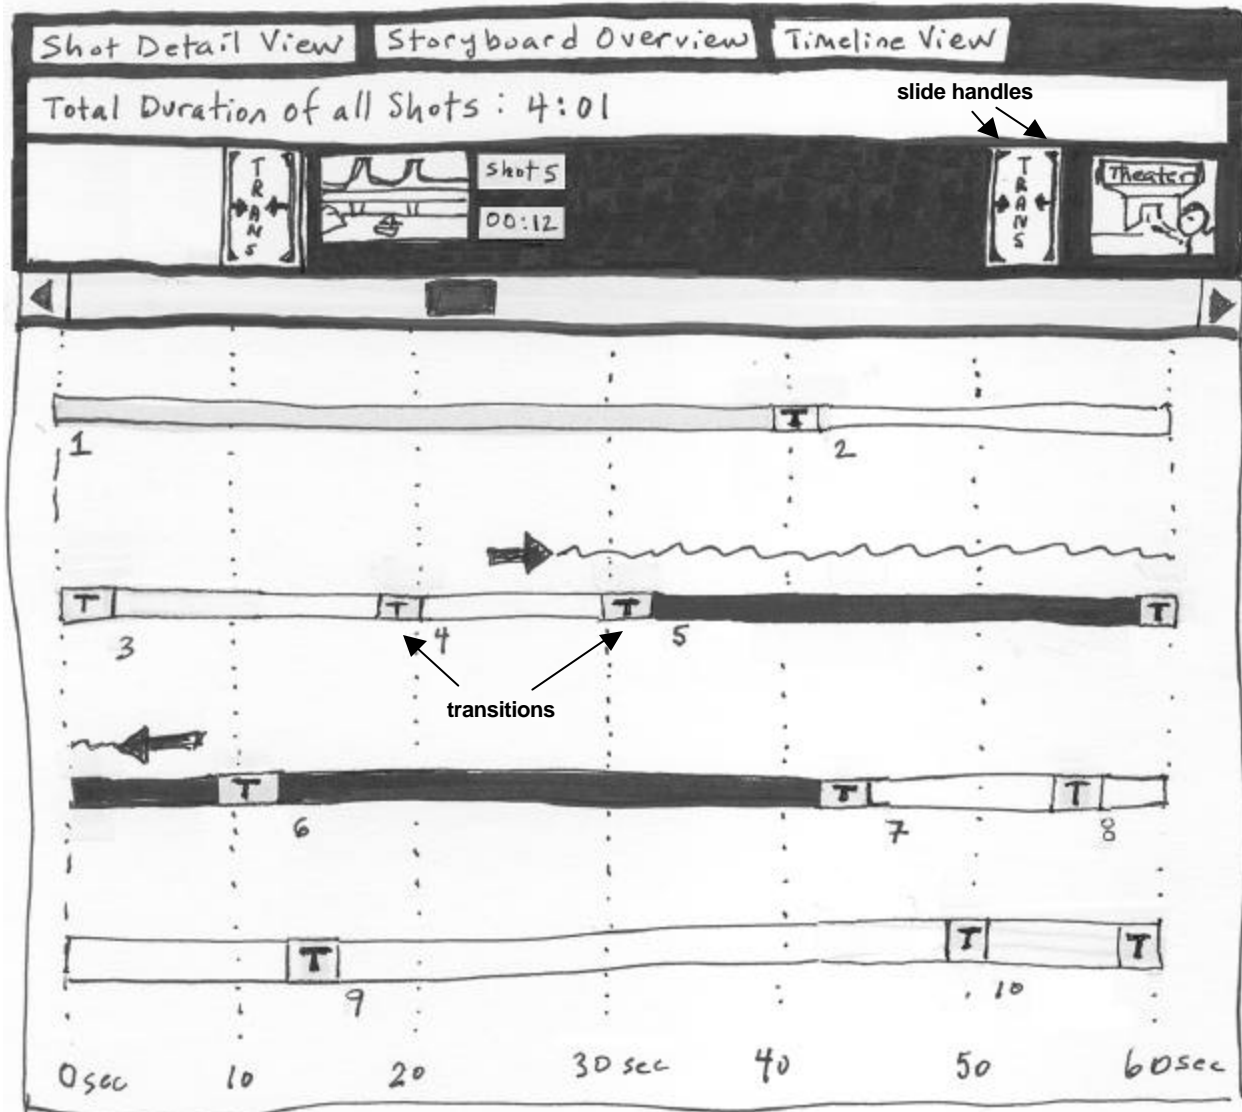 Shot Detail View Storyboard Overview Timeline View
Total Duration of all Shots : 4:01
slide handles
TRANS
Shot 5
00:12
TRANS
Theater
T
1 2
T T T T
3 4 5
transitions
T T T
6 7 8
T T T
9 10
0 sec 10 20 30 sec 40 50 60 sec